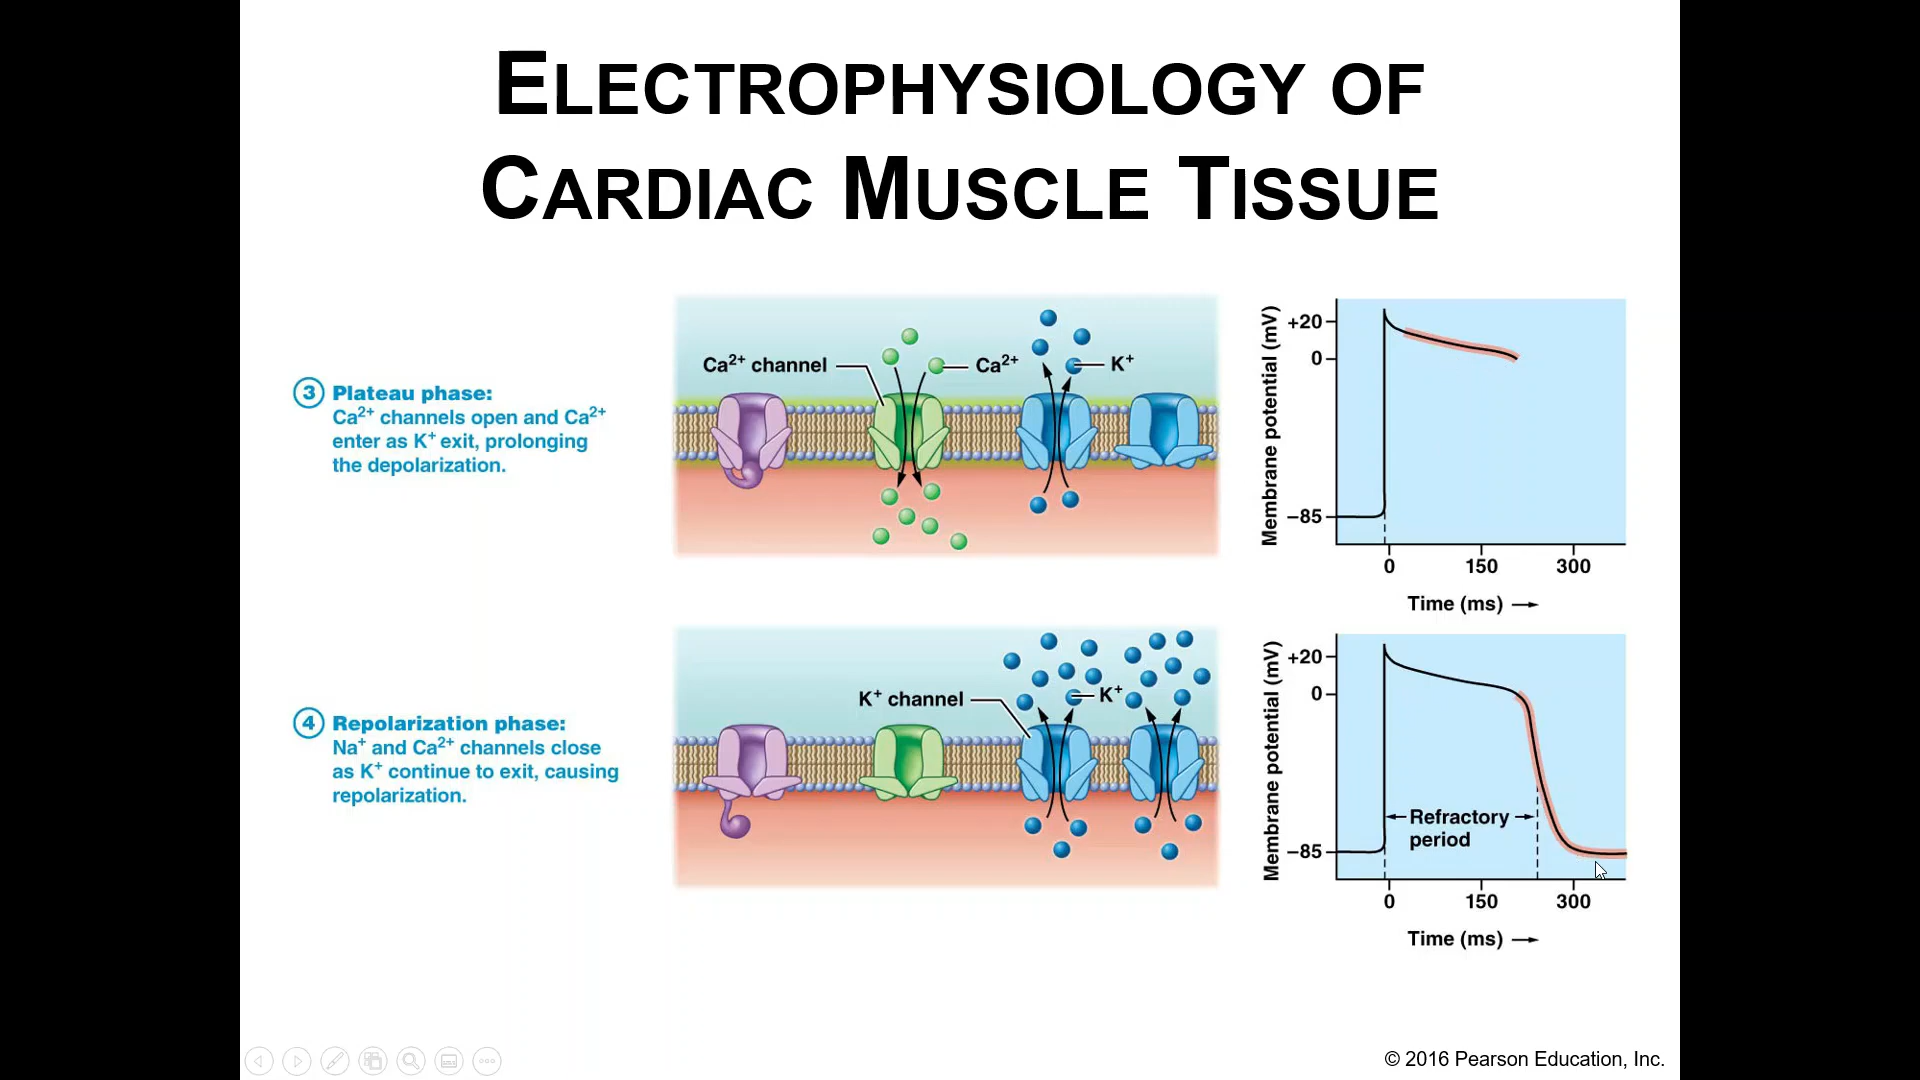 ELECTROPHYSIOLOGY OF
CARDIAC MUSCLE TISSUE
3 Plateau phase:
Ca²⁺ channels open and Ca²⁺
enter as K⁺ exit, prolonging
the depolarization.
Ca²⁺ channel
Ca²⁺
K⁺
Membrane potential (mV)
+20
0
–85
0 150 300
Time (ms) →
4 Repolarization phase:
Na⁺ and Ca²⁺ channels close
as K⁺ continue to exit, causing
repolarization.
K⁺ channel
K⁺
Membrane potential (mV)
+20
0
–85
Refractory
period
0 150 300
Time (ms) →
© 2016 Pearson Education, Inc.